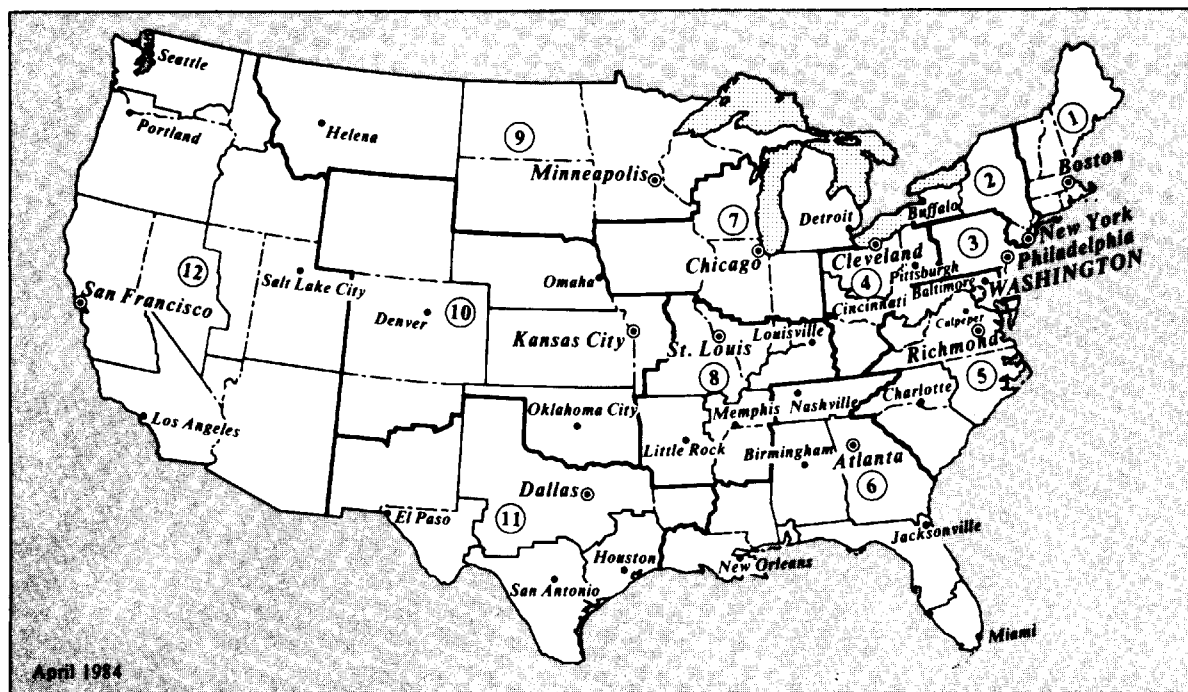 Seattle
Portland
Helena
9
Minneapolis
1
Boston
2
Buffalo
New York
Philadelphia
WASHINGTON
3
7
Detroit
Chicago
Cleveland
4
Pittsburgh
Baltimore
Cincinnati
12
San Francisco
Salt Lake City
Denver
10
Omaha
Kansas City
St. Louis
8
Louisville
Culpeper
Richmond
5
Charlotte
Los Angeles
Oklahoma City
Memphis
Nashville
Little Rock
Birmingham
Atlanta
6
Dallas
11
El Paso
Houston
San Antonio
New Orleans
Jacksonville
Miami
April 1984